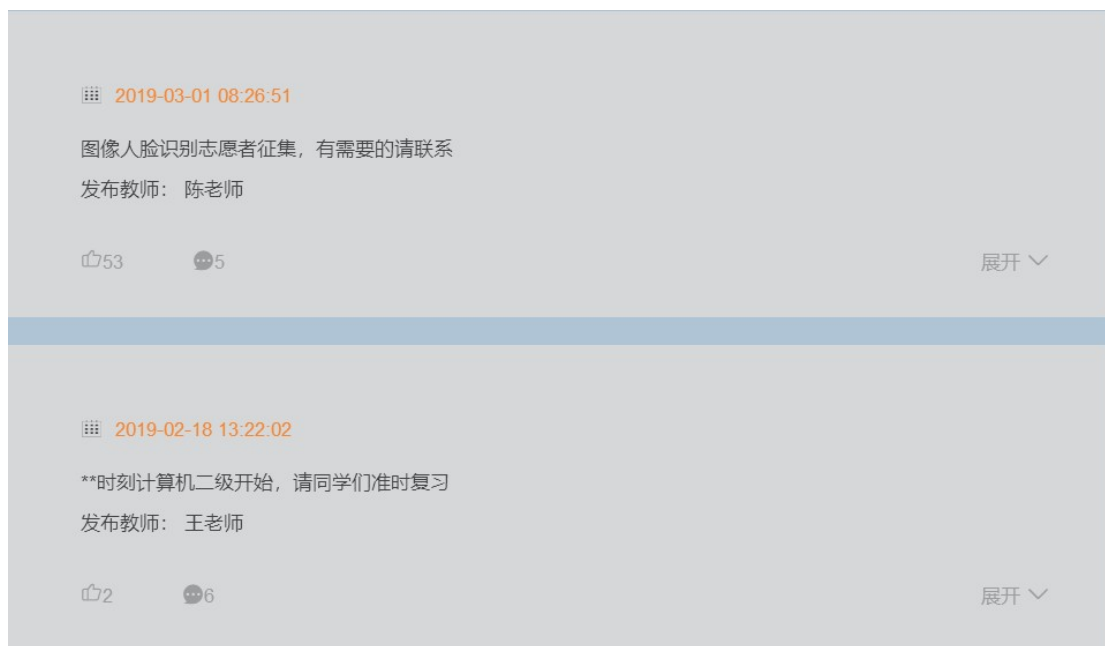 2019-03-01 08:26:51
图像人脸识别志愿者征集，有需要的请联系
发布教师： 陈老师
53 5 展开
2019-02-18 13:22:02
**时刻计算机二级开始，请同学们准时复习
发布教师： 王老师
2 6 展开